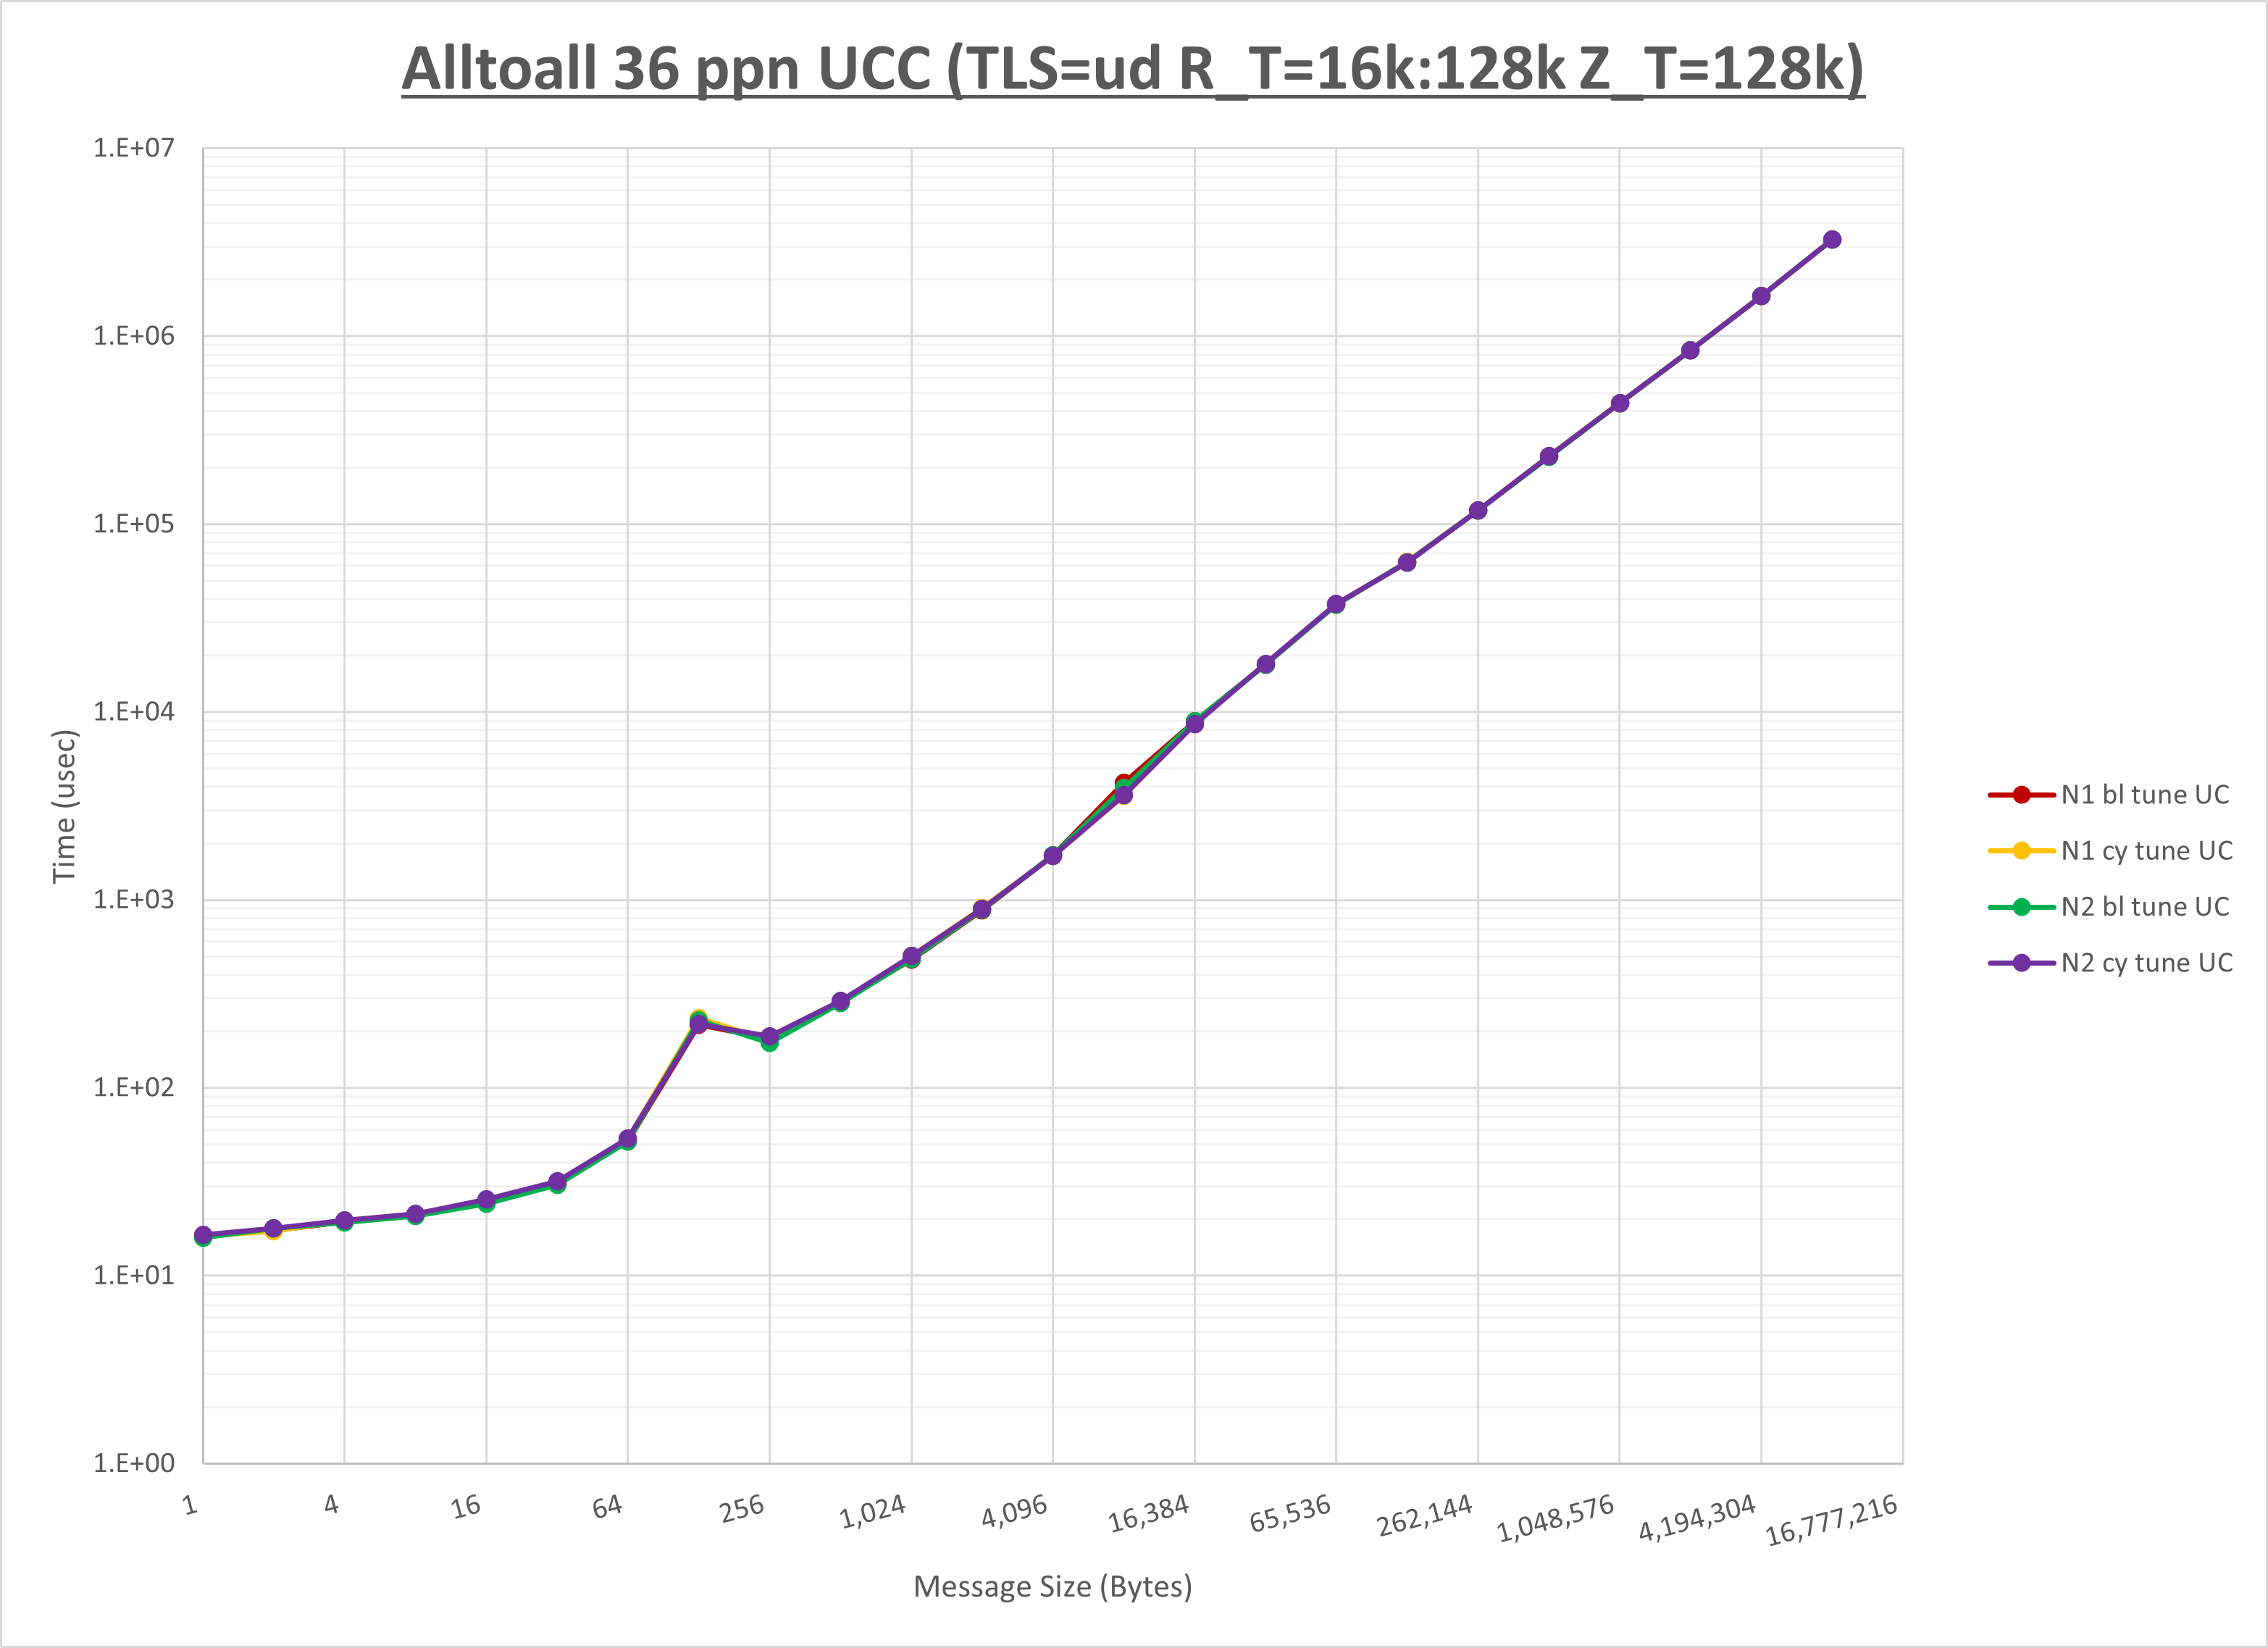 Alltoall 36 ppn UCC (TLS=ud R_T=16k:128k Z_T=128k)
1.E+07
1.E+06
1.E+05
1.E+04
1.E+03
1.E+02
1.E+01
1.E+00
Time (usec)
N1 bl tune UC
N1 cy tune UC
N2 bl tune UC
N2 cy tune UC
1 4 16 64 256 1,024 4,096 16,384 65,536 262,144 1,048,576 4,194,304 16,777,216
Message Size (Bytes)